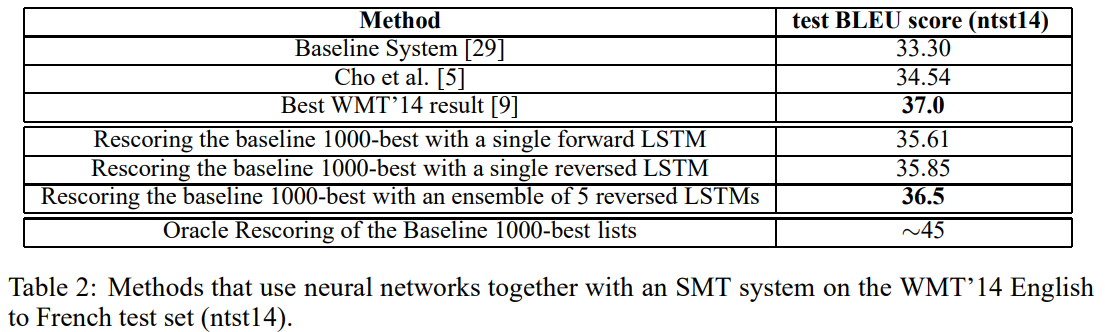 Method test BLEU score (ntst14)
Baseline System [29] 33.30
Cho et al. [5] 34.54
Best WMT’14 result [9] 37.0
Rescoring the baseline 1000-best with a single forward LSTM 35.61
Rescoring the baseline 1000-best with a single reversed LSTM 35.85
Rescoring the baseline 1000-best with an ensemble of 5 reversed LSTMs 36.5
Oracle Rescoring of the Baseline 1000-best lists ∼45
Table 2: Methods that use neural networks together with an SMT system on the WMT’14 English
to French test set (ntst14).